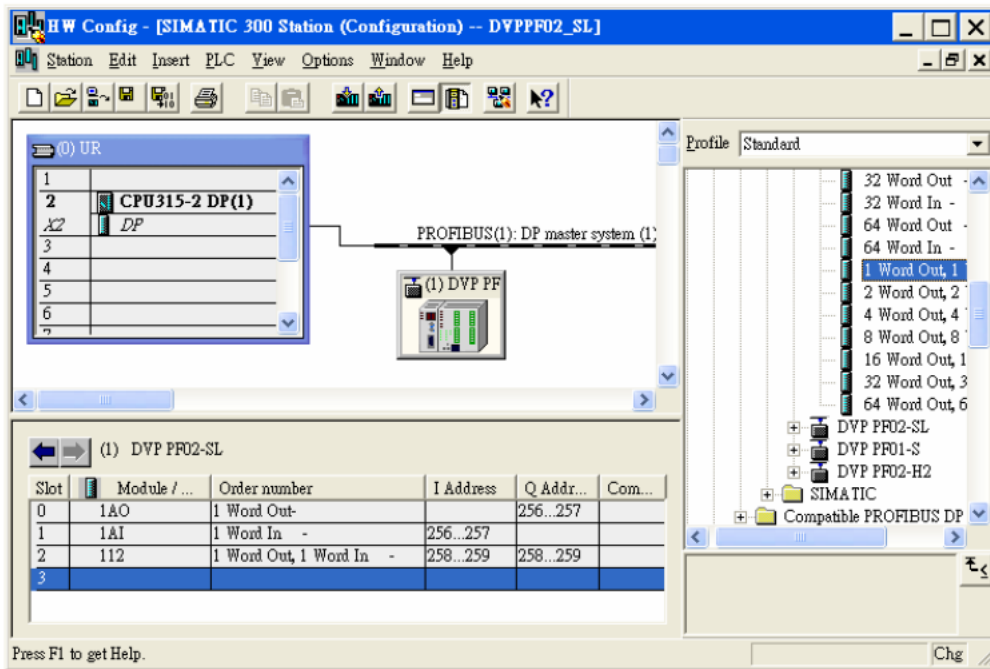 HW Config - [SIMATIC 300 Station (Configuration) -- DVPPF02_SL]
Station Edit Insert PLC View Options Window Help
(0) UR
1
2 CPU315-2 DP(1)
X2 DP
3
4
5
6
7
PROFIBUS(1): DP master system (1)
(1) DVP PF
Profile Standard
32 Word Out -
32 Word In -
64 Word Out -
64 Word In -
1 Word Out, 1
2 Word Out, 2
4 Word Out, 4
8 Word Out, 8
16 Word Out, 1
32 Word Out, 3
64 Word Out, 6
DVP PF02-SL
DVP PF01-S
DVP PF02-H2
SIMATIC
Compatible PROFIBUS DP
(1) DVP PF02-SL
Slot Module / ... Order number I Address Q Addr... Com...
0 1AO 1 Word Out- 256...257
1 1AI 1 Word In - 256...257
2 112 1 Word Out, 1 Word In - 258...259 258...259
3
Press F1 to get Help.
Chg